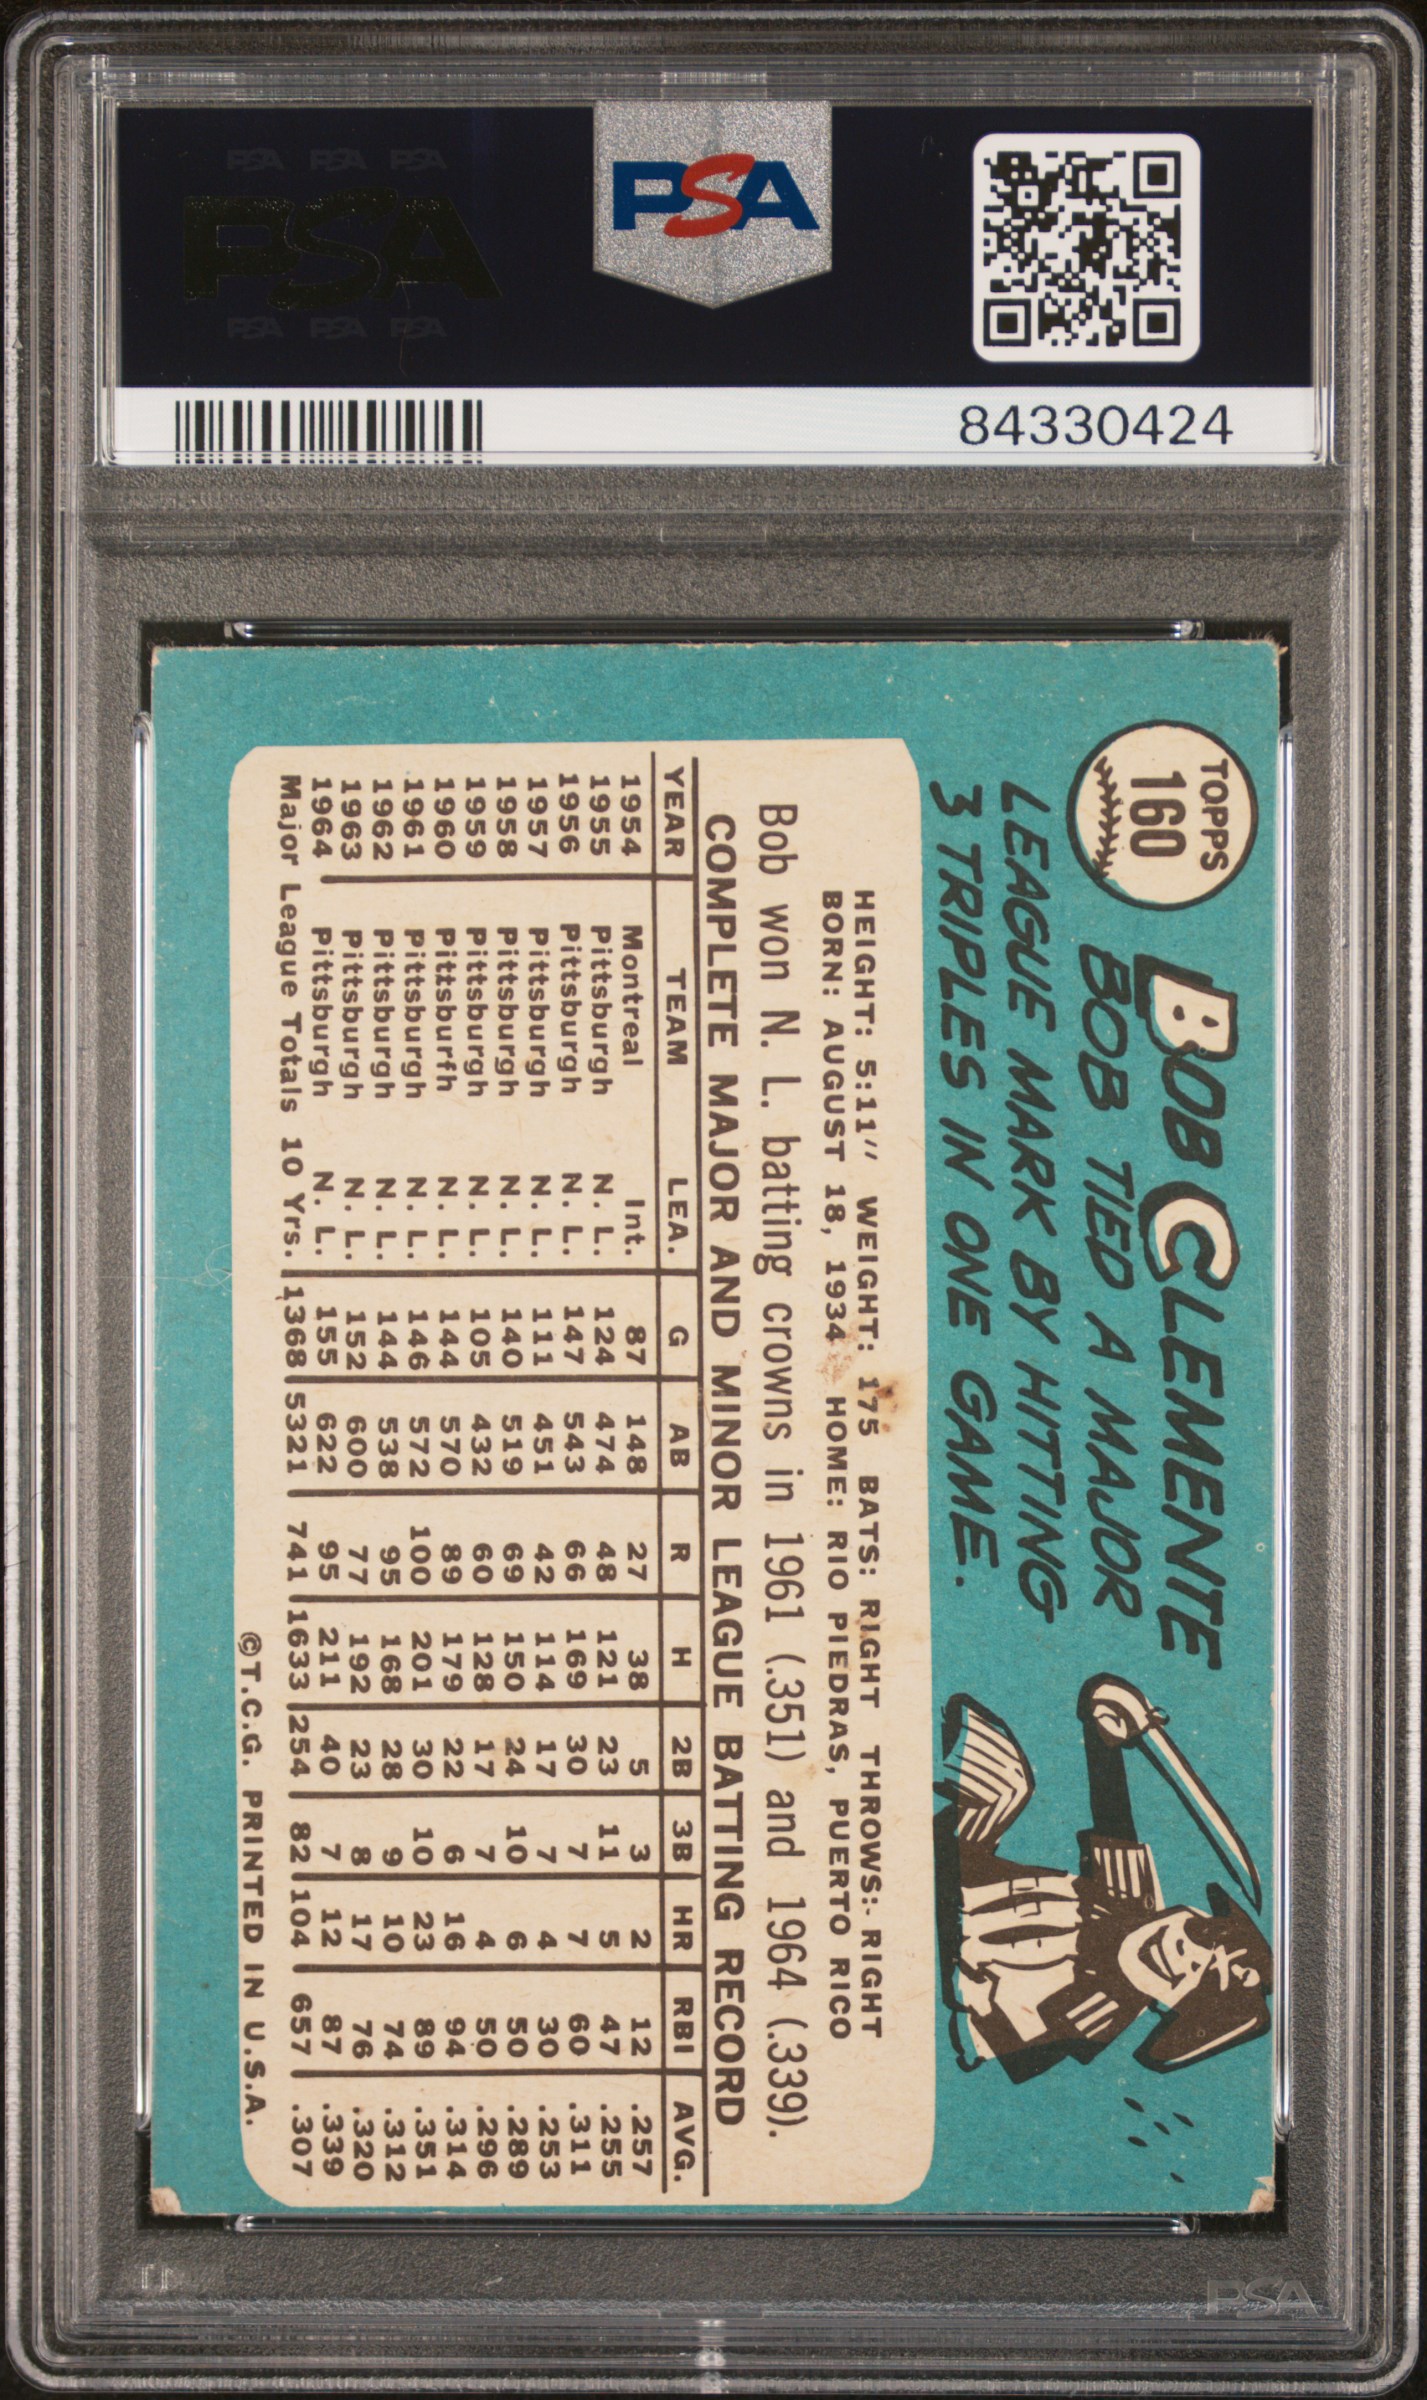 PSA PSA PSA
PSA
PSA PSA PSA
PSA
84330424
TOPPS
160
BOB CLEMENTE
BOB TIED A MAJOR
LEAGUE MARK BY HITTING
3 TRIPLES IN ONE GAME.
HEIGHT: 5:11" WEIGHT: 175 BATS: RIGHT THROWS: RIGHT
BORN: AUGUST 18, 1934 HOME: RIO PIEDRAS, PUERTO RICO
Bob won N. L. batting crowns in 1961 (.351) and 1964 (.339).
COMPLETE MAJOR AND MINOR LEAGUE BATTING RECORD
YEAR TEAM LEA. G AB R H 2B 3B HR RBI AVG.
1954 Montreal Int. 87 148 27 38 5 3 2 12 .257
1955 Pittsburgh N. L. 124 474 48 121 23 11 5 47 .255
1956 Pittsburgh N. L. 147 543 66 169 30 7 7 60 .311
1957 Pittsburgh N. L. 111 451 42 114 17 7 4 30 .253
1958 Pittsburgh N. L. 140 519 69 150 24 10 6 50 .289
1959 Pittsburgh N. L. 105 432 60 128 17 7 4 50 .296
1960 Pittsburfh N. L. 144 570 89 179 22 6 16 94 .314
1961 Pittsburgh N. L. 146 572 100 201 30 10 23 89 .351
1962 Pittsburgh N. L. 144 538 95 168 28 9 10 74 .312
1963 Pittsburgh N. L. 152 600 77 192 23 8 17 76 .320
1964 Pittsburgh N. L. 155 622 95 211 40 7 12 87 .339
Major League Totals 10 Yrs. 1368 5321 741 1633 254 82 104 657 .307
©T.C.G. PRINTED IN U.S.A.
PSA